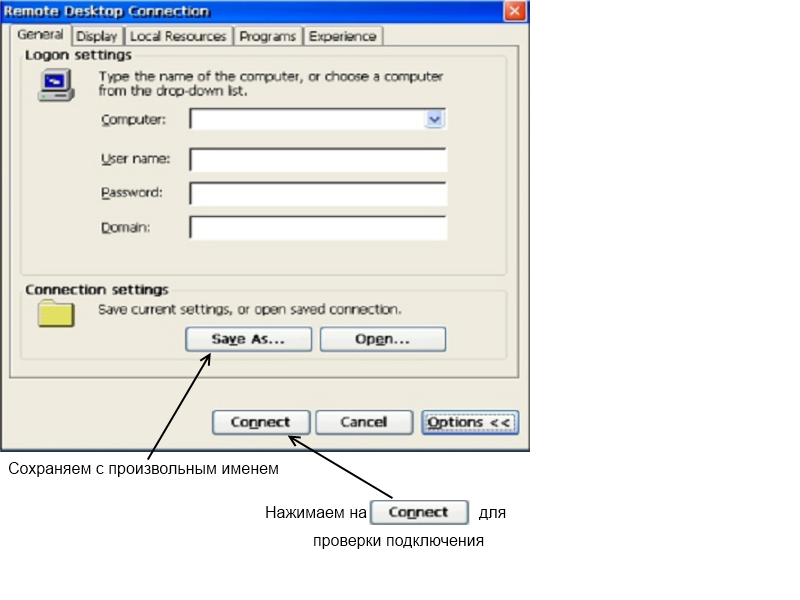 Remote Desktop Connection
General Display Local Resources Programs Experience
Logon settings
Type the name of the computer, or choose a computer
from the drop-down list.
Computer:
User name:
Password:
Domain:
Connection settings
Save current settings, or open saved connection.
Save As... Open...
Connect Cancel Options <<
Сохраняем с произвольным именем
Нажимаем на Connect для
проверки подключения